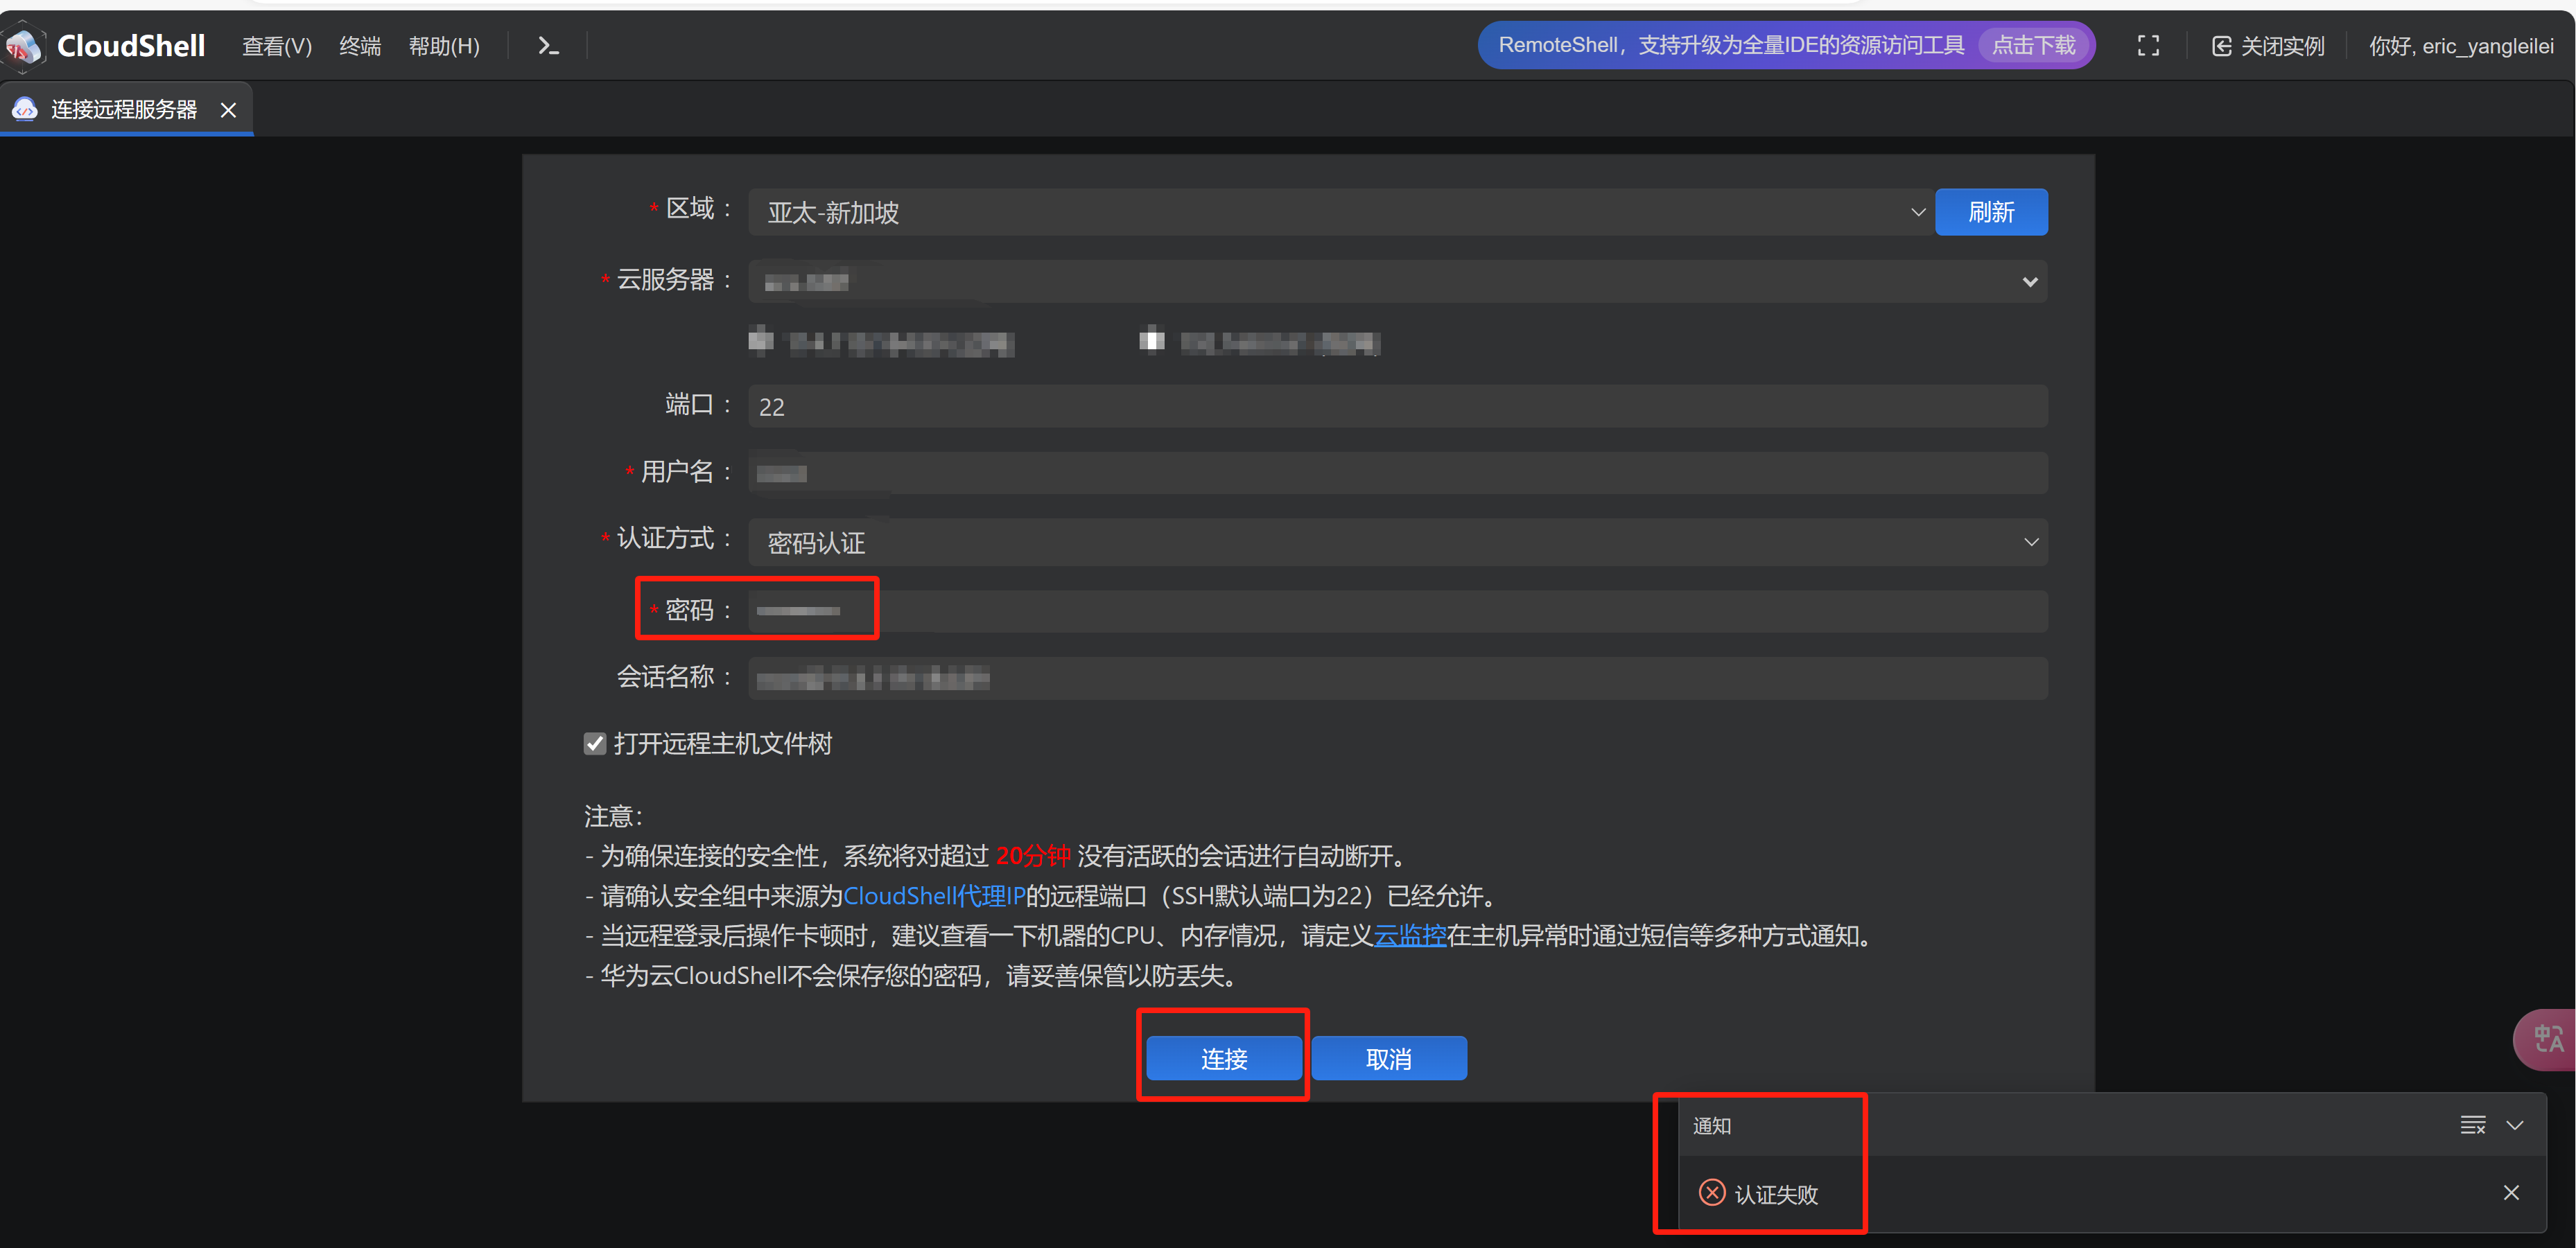 CloudShell 查看(V) 终端 帮助(H) RemoteShell，支持升级为全量IDE的资源访问工具 点击下载 关闭实例 你好, eric_yangleilei
连接远程服务器
* 区域 : 亚太-新加坡 刷新
* 云服务器 :
端口 : 22
* 用户名 :
* 认证方式 : 密码认证
* 密码 :
会话名称 :
打开远程主机文件树
注意：
- 为确保连接的安全性，系统将对超过 20分钟 没有活跃的会话进行自动断开。
- 请确认安全组中来源为CloudShell代理IP的远程端口（SSH默认端口为22）已经允许。
- 当远程登录后操作卡顿时，建议查看一下机器的CPU、内存情况，请定义云监控在主机异常时通过短信等多种方式通知。
- 华为云CloudShell不会保存您的密码，请妥善保管以防丢失。
连接 取消
中A
通知
认证失败